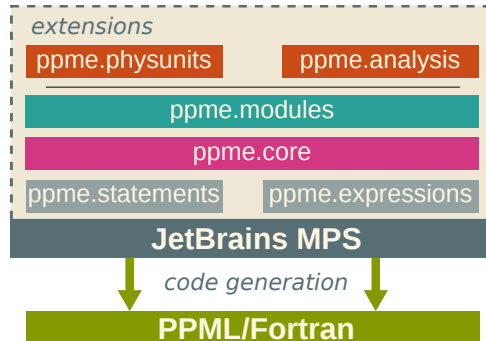 extensions
ppme.physunits ppme.analysis
ppme.modules
ppme.core
ppme.statements ppme.expressions
JetBrains MPS
code generation
PPML/Fortran